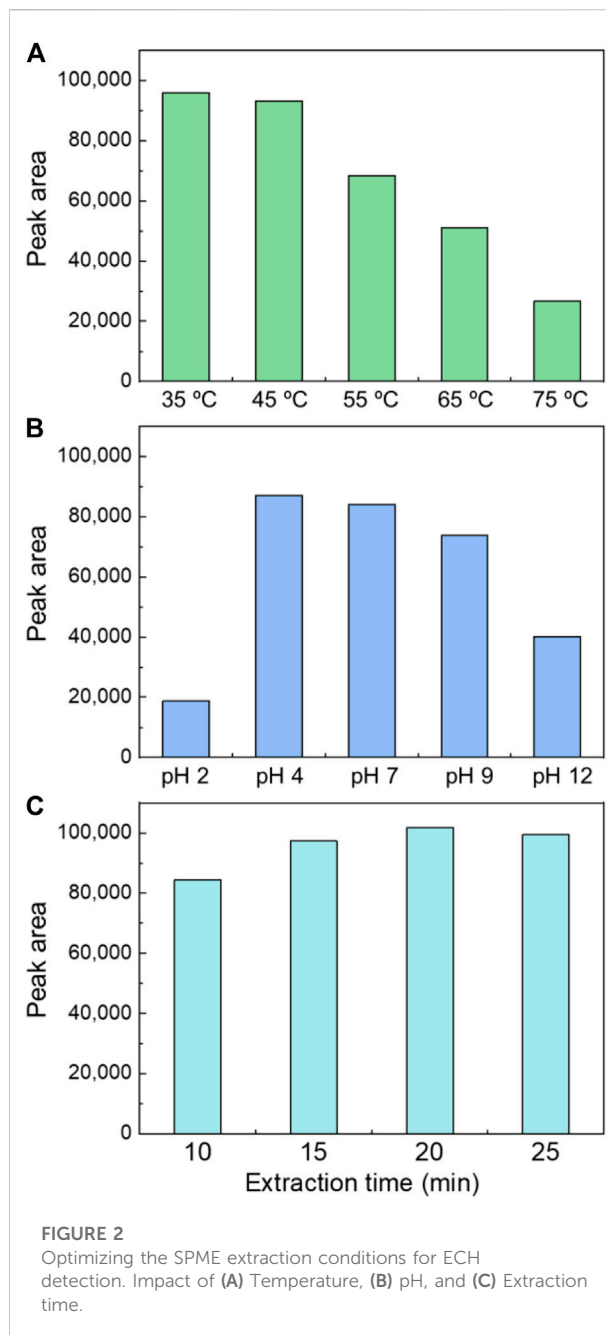 A
100,000
80,000
60,000
40,000
20,000
0
Peak area
35 ºC 45 ºC 55 ºC 65 ºC 75 ºC
B
100,000
80,000
60,000
40,000
20,000
0
Peak area
pH 2 pH 4 pH 7 pH 9 pH 12
C
100,000
80,000
60,000
40,000
20,000
0
Peak area
10 15 20 25
Extraction time (min)
FIGURE 2
Optimizing the SPME extraction conditions for ECH
detection. Impact of (A) Temperature, (B) pH, and (C) Extraction
time.